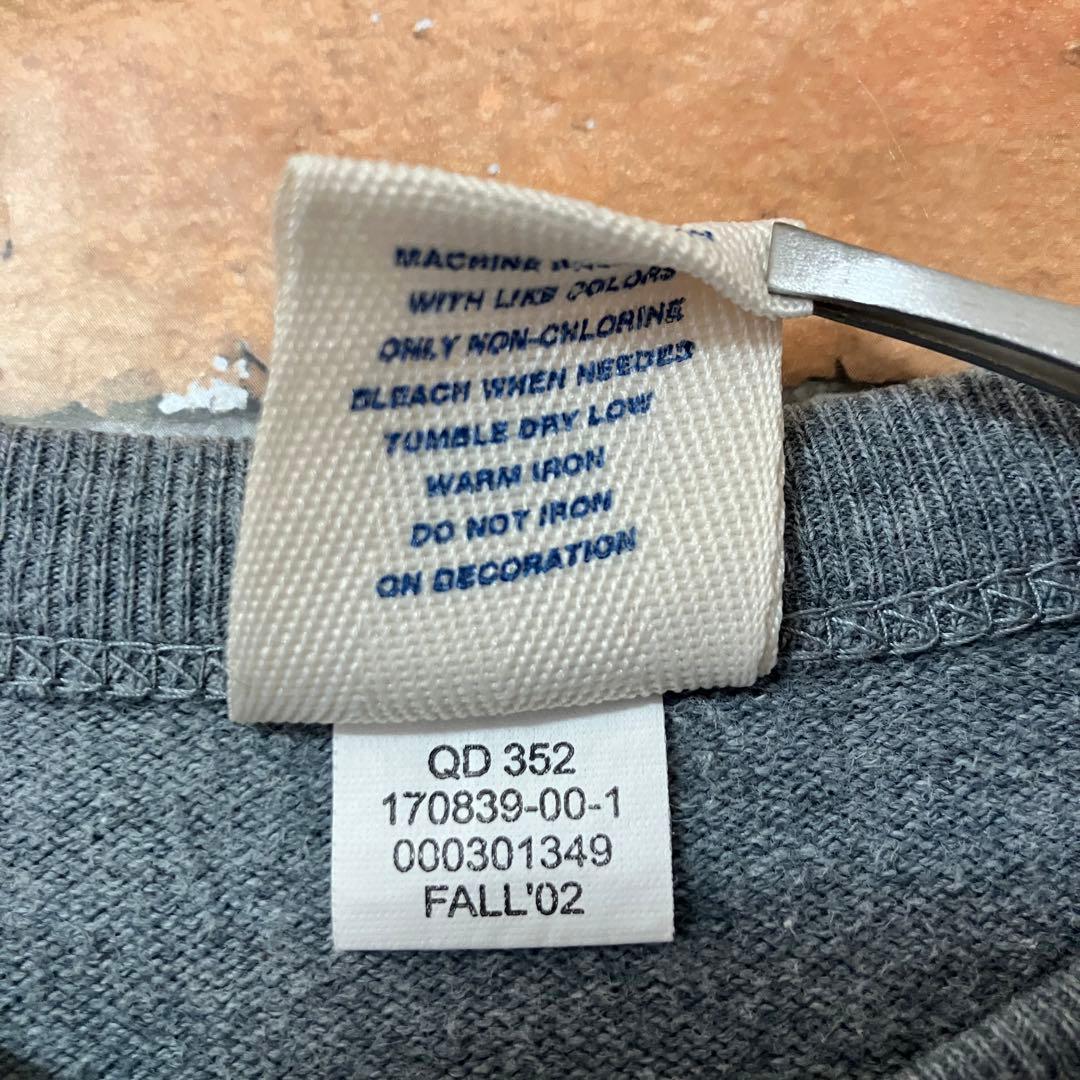 MACHINE
WITH LIKE COLORS
ONLY NON-CHLORINE
BLEACH WHEN NEEDED
TUMBLE DRY LOW
WARM IRON
DO NOT IRON
ON DECORATION
QD 352
170839-00-1
000301349
FALL'02